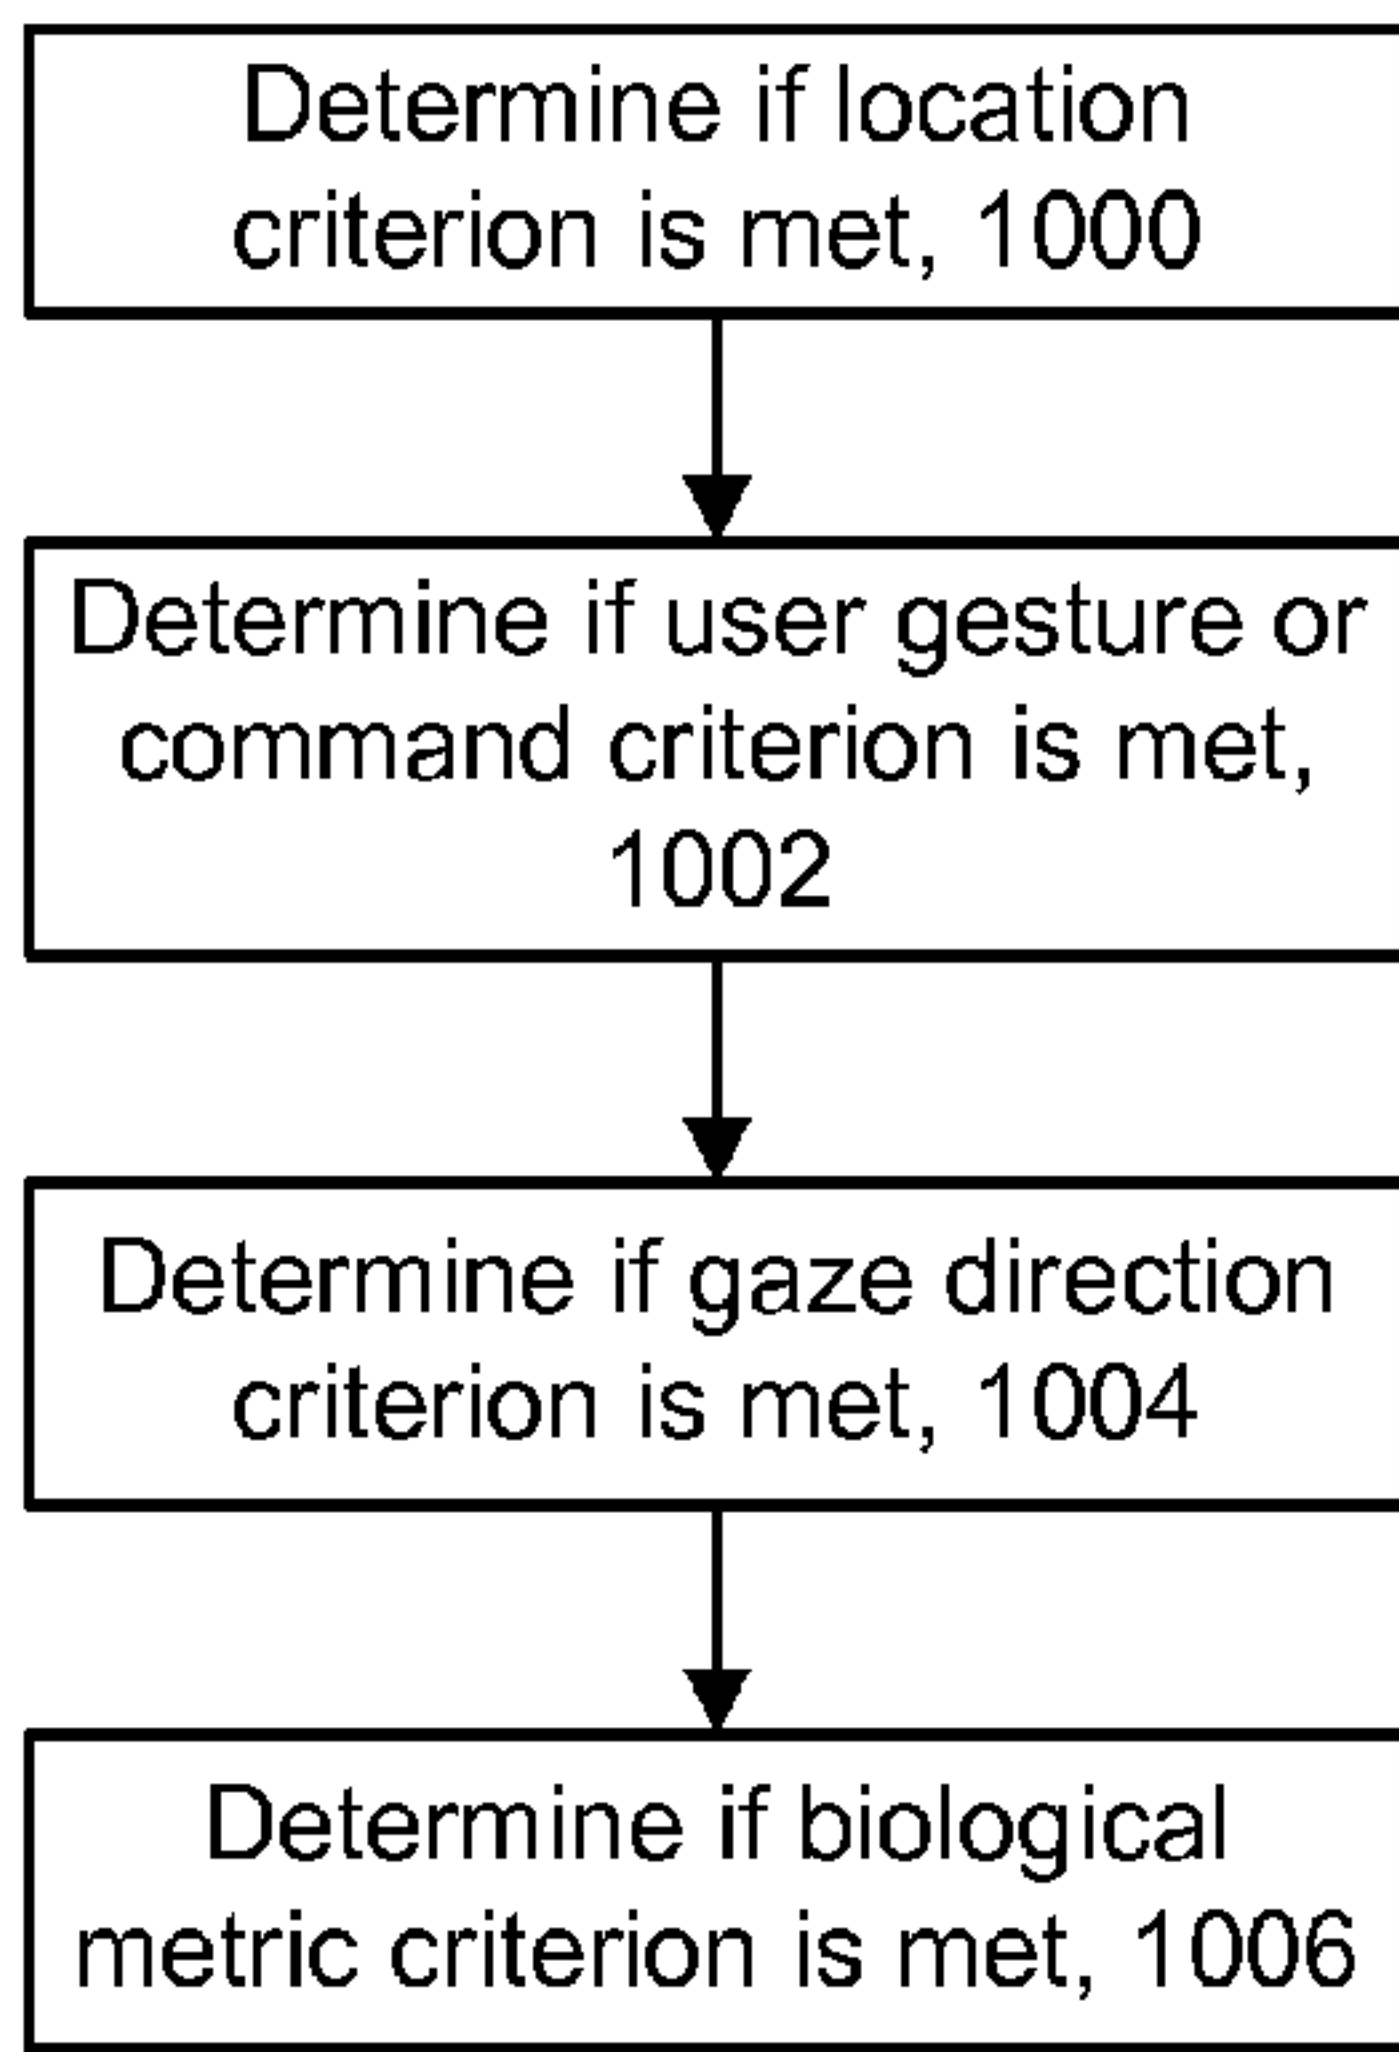 Determine if location
criterion is met, 1000
Determine if user gesture or
command criterion is met,
1002
Determine if gaze direction
criterion is met, 1004
Determine if biological
metric criterion is met, 1006